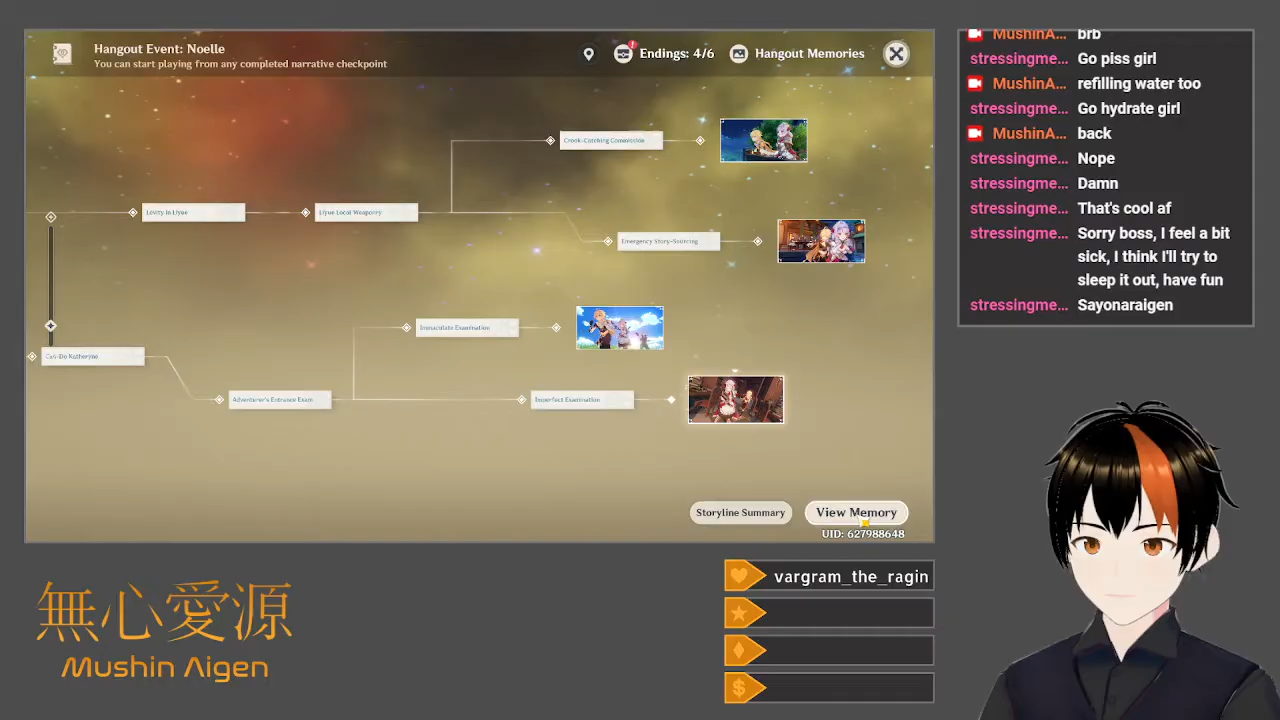 Hangout Event: Noelle
You can start playing from any completed narrative checkpoint
Endings: 4/6
Hangout Memories
Crook-Catching Commission
Levity in Liyue
Liyue Local Weaponry
Emergency Story-Sourcing
Immaculate Examination
Can-Do Katheryne
Adventurer's Entrance Exam
Imperfect Examination
Storyline Summary
View Memory
UID: 627988648
MushinA... brb
stressingme... Go piss girl
MushinA... refilling water too
stressingme... Go hydrate girl
MushinA... back
stressingme... Nope
stressingme... Damn
stressingme... That's cool af
stressingme... Sorry boss, I feel a bit
sick, I think I'll try to
sleep it out, have fun
stressingme... Sayonaraigen
無心愛源
Mushin Aigen
vargram_the_ragin